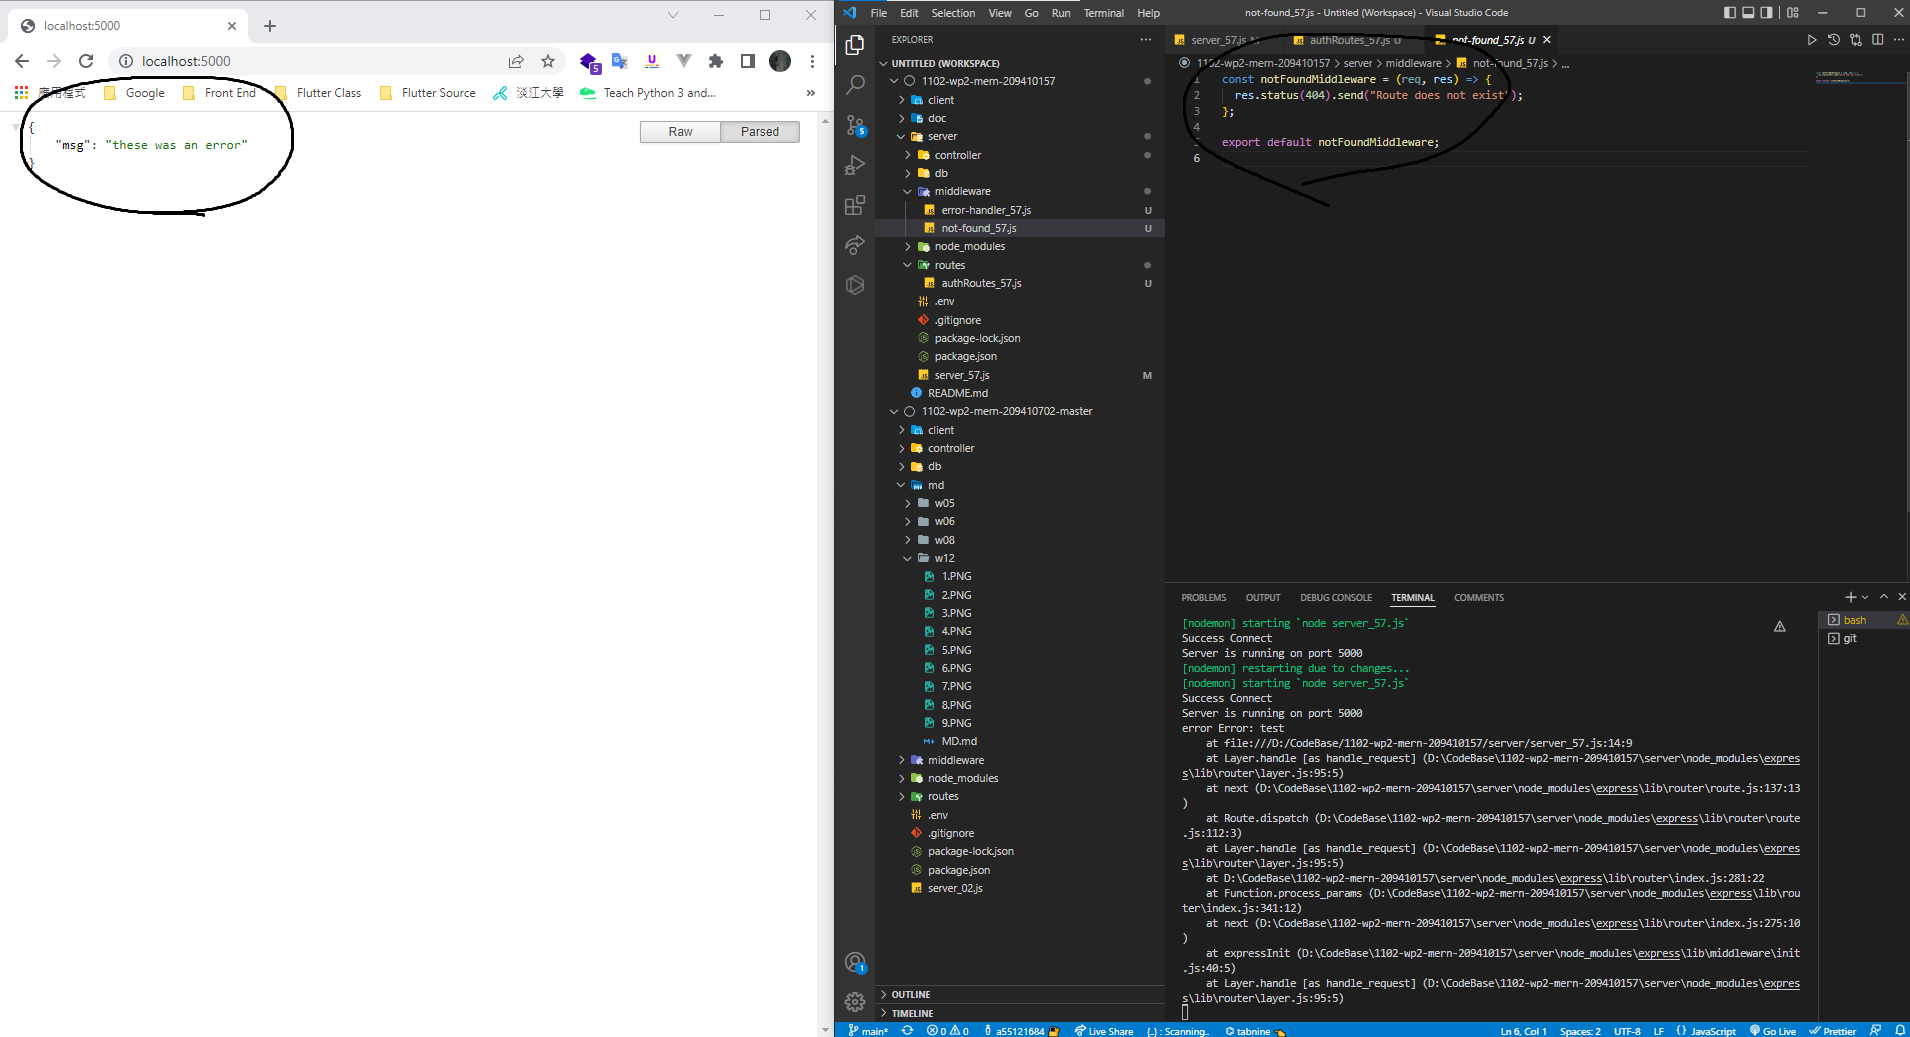 localhost:5000
localhost:5000
5
應用程式 Google Front End Flutter Class Flutter Source 淡江大學 Teach Python 3 and... »
{
"msg": "these was an error"
}
Raw Parsed
File Edit Selection View Go Run Terminal Help
not-found_57.js - Untitled (Workspace) - Visual Studio Code
EXPLORER
UNTITLED (WORKSPACE)
1102-wp2-mern-209410157
client
doc
server
controller
db
middleware
error-handler_57.js U
not-found_57.js U
node_modules
routes
authRoutes_57.js U
.env
.gitignore
package-lock.json
package.json
server_57.js M
README.md
1102-wp2-mern-209410702-master
client
controller
db
md
w05
w06
w08
w12
1.PNG
2.PNG
3.PNG
4.PNG
5.PNG
6.PNG
7.PNG
8.PNG
9.PNG
MD.md
middleware
node_modules
routes
.env
.gitignore
package-lock.json
package.json
server_02.js
OUTLINE
TIMELINE
5
1
server_57.js M authRoutes_57.js U not-found_57.js U
1102-wp2-mern-209410157 > server > middleware > not-found_57.js > ...
1 const notFoundMiddleware = (req, res) => {
2 res.status(404).send("Route does not exist");
3 };
4
5 export default notFoundMiddleware;
6
PROBLEMS OUTPUT DEBUG CONSOLE TERMINAL COMMENTS
bash
git
[nodemon] starting `node server_57.js`
Success Connect
Server is running on port 5000
[nodemon] restarting due to changes...
[nodemon] starting `node server_57.js`
Success Connect
Server is running on port 5000
error Error: test
at file:///D:/CodeBase/1102-wp2-mern-209410157/server/server_57.js:14:9
at Layer.handle [as handle_request] (D:\CodeBase\1102-wp2-mern-209410157\server\node_modules\expres
s\lib\router\layer.js:95:5)
at next (D:\CodeBase\1102-wp2-mern-209410157\server\node_modules\express\lib\router\route.js:137:13
)
at Route.dispatch (D:\CodeBase\1102-wp2-mern-209410157\server\node_modules\express\lib\router\route
.js:112:3)
at Layer.handle [as handle_request] (D:\CodeBase\1102-wp2-mern-209410157\server\node_modules\expres
s\lib\router\layer.js:95:5)
at D:\CodeBase\1102-wp2-mern-209410157\server\node_modules\express\lib\router\index.js:281:22
at Function.process_params (D:\CodeBase\1102-wp2-mern-209410157\server\node_modules\express\lib\rou
ter\index.js:341:12)
at next (D:\CodeBase\1102-wp2-mern-209410157\server\node_modules\express\lib\router\index.js:275:10
)
at expressInit (D:\CodeBase\1102-wp2-mern-209410157\server\node_modules\express\lib\middleware\init
.js:40:5)
at Layer.handle [as handle_request] (D:\CodeBase\1102-wp2-mern-209410157\server\node_modules\expres
s\lib\router\layer.js:95:5)
main* 0 0 a55121684 Live Share {..} : Scanning.. tabnine Ln 6, Col 1 Spaces: 2 UTF-8 LF {} JavaScript Go Live Prettier